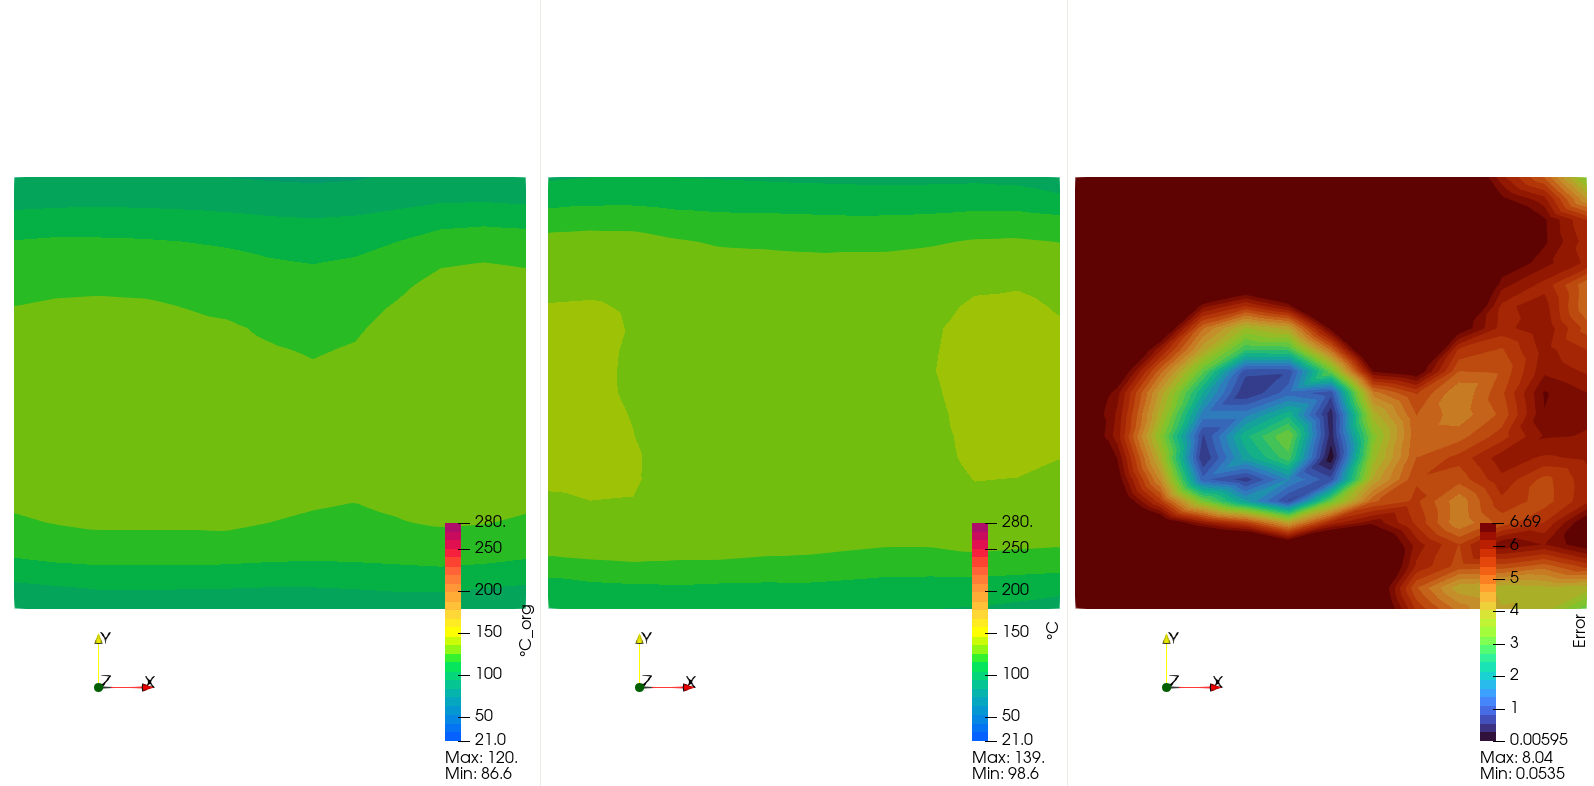 280.
250
200
150
100
50
21.0
°C_org
Max: 120.
Min: 86.6
Y
Z
X
280.
250
200
150
100
50
21.0
°C
Max: 139.
Min: 98.6
Y
Z
X
6.69
6
5
4
3
2
1
0.00595
Error
Max: 8.04
Min: 0.0535
Y
Z
X